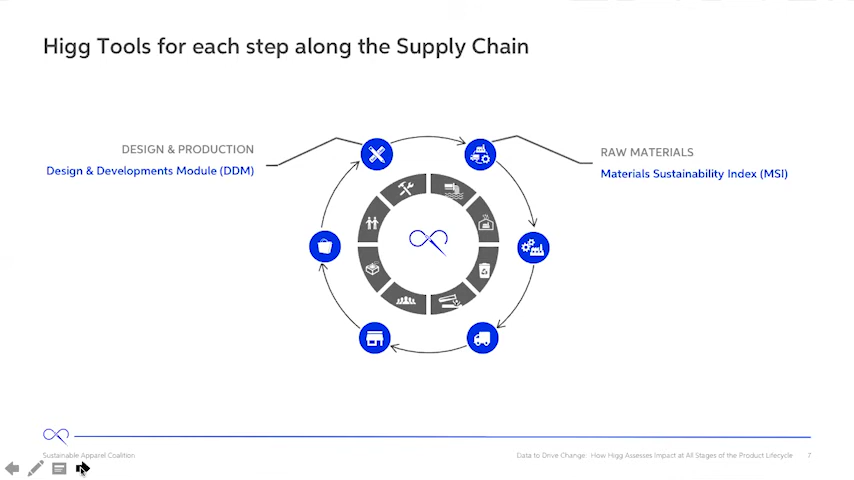 Higg Tools for each step along the Supply Chain
DESIGN & PRODUCTION
Design & Developments Module (DDM)
RAW MATERIALS
Materials Sustainability Index (MSI)
Sustainable Apparel Coalition
Data to Drive Change: How Higg Assesses Impact at All Stages of the Product Lifecycle 7